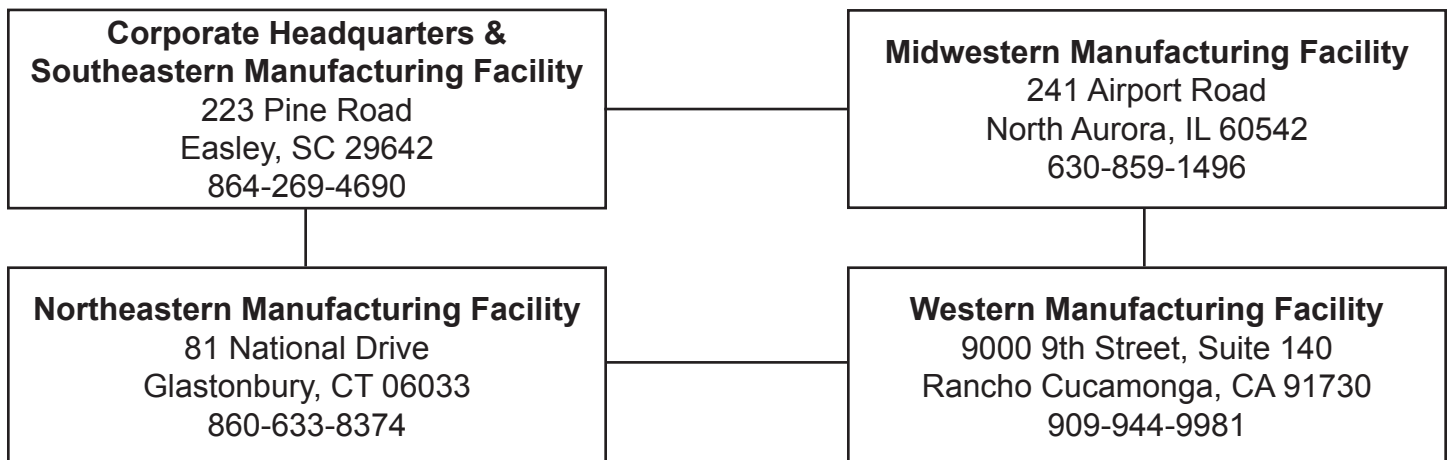 Corporate Headquarters &
Southeastern Manufacturing Facility
223 Pine Road
Easley, SC 29642
864-269-4690
Midwestern Manufacturing Facility
241 Airport Road
North Aurora, IL 60542
630-859-1496
Northeastern Manufacturing Facility
81 National Drive
Glastonbury, CT 06033
860-633-8374
Western Manufacturing Facility
9000 9th Street, Suite 140
Rancho Cucamonga, CA 91730
909-944-9981